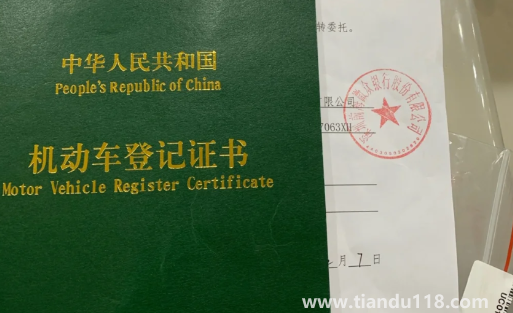 中华人民共和国
People's Republic of China
机动车登记证书
Motor Vehicle Register Certificate
转委托。
有限公司
7063XU
月7日
www.tiandu118.com